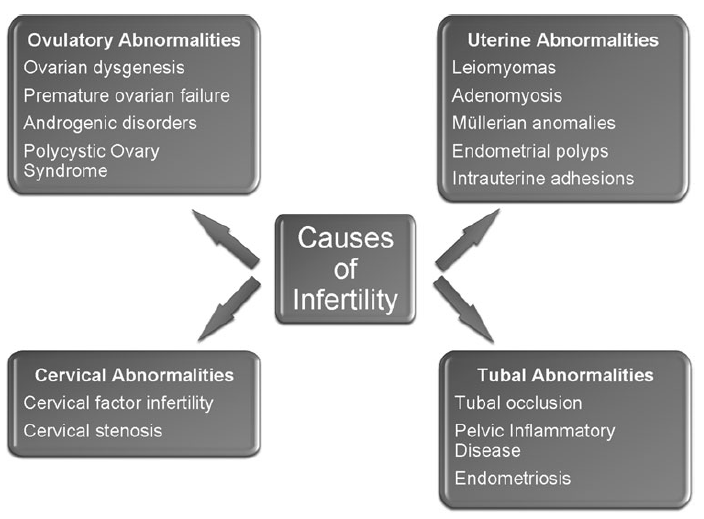 Ovulatory Abnormalities
Ovarian dysgenesis
Premature ovarian failure
Androgenic disorders
Polycystic Ovary
Syndrome
Uterine Abnormalities
Leiomyomas
Adenomyosis
Müllerian anomalies
Endometrial polyps
Intrauterine adhesions
Causes
of
Infertility
Cervical Abnormalities
Cervical factor infertility
Cervical stenosis
Tubal Abnormalities
Tubal occlusion
Pelvic Inflammatory
Disease
Endometriosis